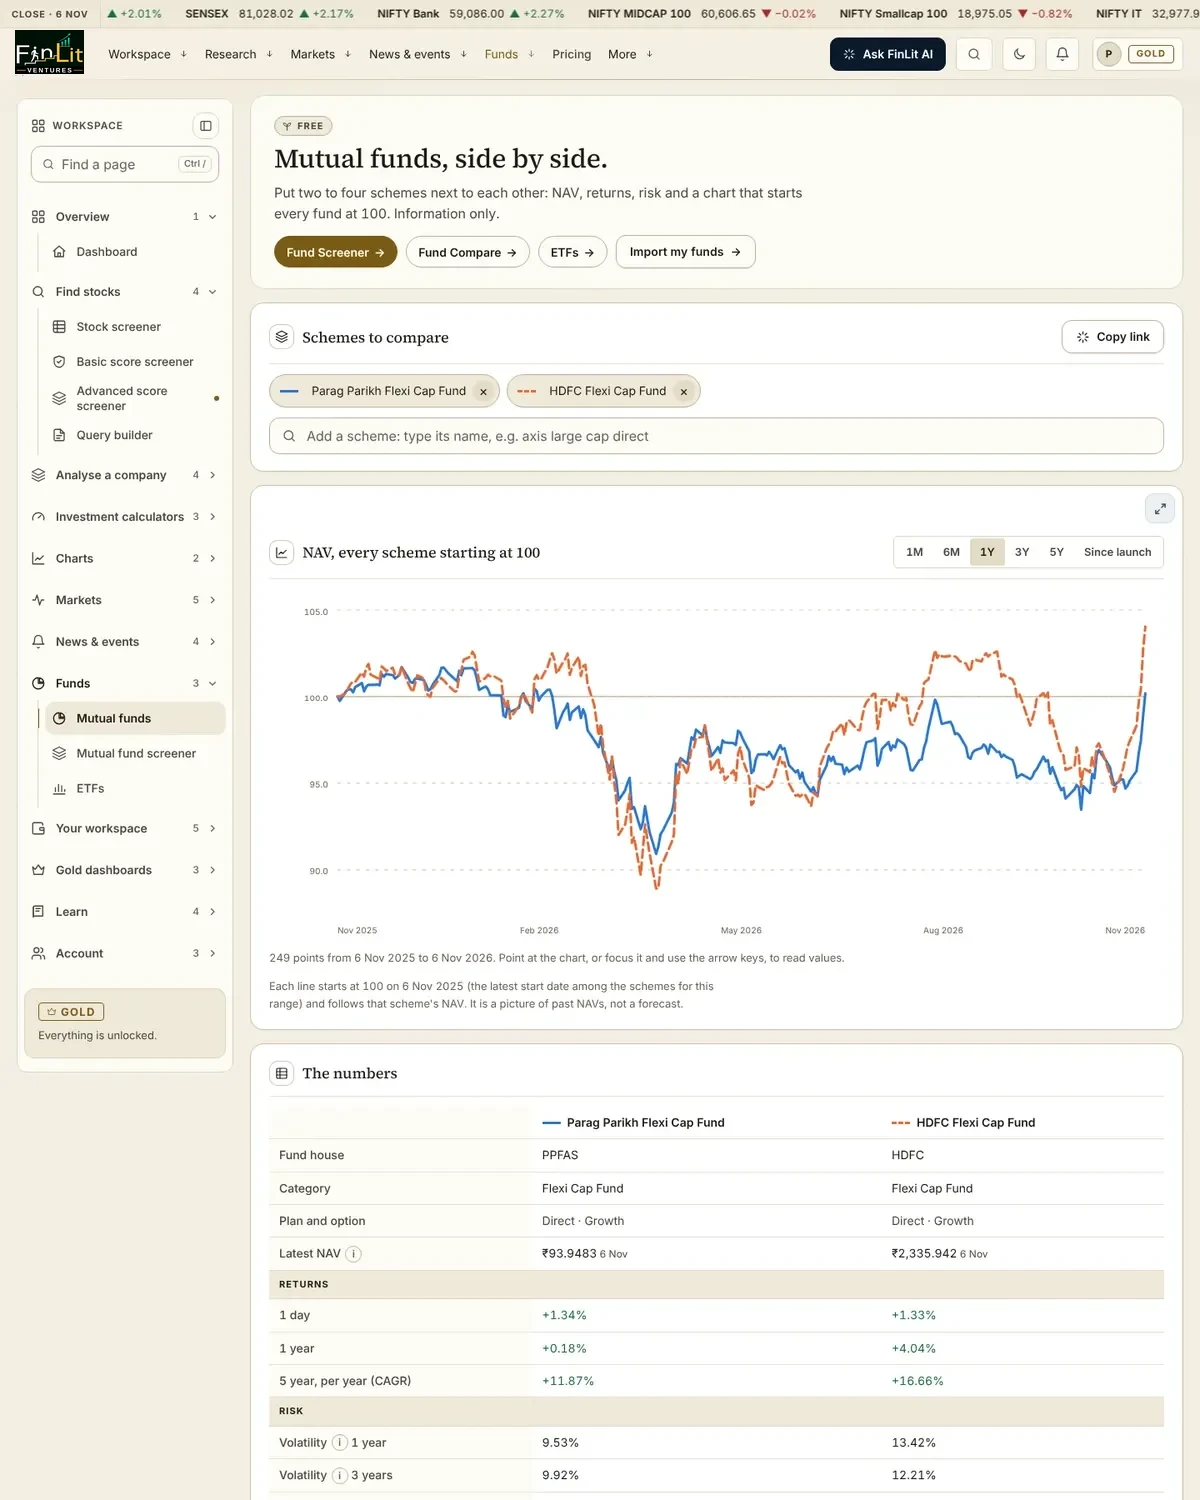 CLOSE · 6 NOV ▲ +2.01% SENSEX 81,028.02 ▲ +2.17% NIFTY Bank 59,086.00 ▲ +2.27% NIFTY MIDCAP 100 60,606.65 ▼ −0.02% NIFTY Smallcap 100 18,975.05 ▼ −0.82% NIFTY IT 32,977.9
FinLit
VENTURES
Workspace Research Markets News & events Funds Pricing More
Ask FinLit AI
P GOLD
WORKSPACE
Find a page Ctrl /
Overview 1
Dashboard
Find stocks 4
Stock screener
Basic score screener
Advanced score
screener
Query builder
Analyse a company 4
Investment calculators 3
Charts 2
Markets 5
News & events 4
Funds 3
Mutual funds
Mutual fund screener
ETFs
Your workspace 5
Gold dashboards 3
Learn 4
Account 3
GOLD
Everything is unlocked.
FREE
Mutual funds, side by side.
Put two to four schemes next to each other: NAV, returns, risk and a chart that starts
every fund at 100. Information only.
Fund Screener → Fund Compare → ETFs → Import my funds →
Schemes to compare
Copy link
Parag Parikh Flexi Cap Fund × HDFC Flexi Cap Fund ×
Add a scheme: type its name, e.g. axis large cap direct
NAV, every scheme starting at 100
1M 6M 1Y 3Y 5Y Since launch
105.0
100.0
95.0
90.0
Nov 2025 Feb 2026 May 2026 Aug 2026 Nov 2026
249 points from 6 Nov 2025 to 6 Nov 2026. Point at the chart, or focus it and use the arrow keys, to read values.
Each line starts at 100 on 6 Nov 2025 (the latest start date among the schemes for this
range) and follows that scheme's NAV. It is a picture of past NAVs, not a forecast.
The numbers
Parag Parikh Flexi Cap Fund HDFC Flexi Cap Fund
Fund house PPFAS HDFC
Category Flexi Cap Fund Flexi Cap Fund
Plan and option Direct · Growth Direct · Growth
Latest NAV i ₹93.9483 6 Nov ₹2,335.942 6 Nov
RETURNS
1 day +1.34% +1.33%
1 year +0.18% +4.04%
5 year, per year (CAGR) +11.87% +16.66%
RISK
Volatility i 1 year 9.53% 13.42%
Volatility i 3 years 9.92% 12.21%